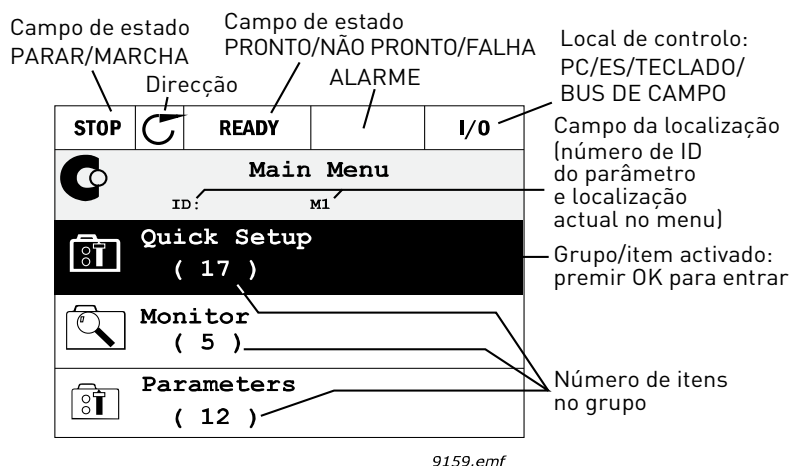 Campo de estado
PARAR/MARCHA
Direcção
Campo de estado
PRONTO/NÃO PRONTO/FALHA
ALARME
Local de controlo:
PC/ES/TECLADO/
BUS DE CAMPO
STOP
READY
I/O
Campo da localização
(número de ID
do parâmetro
e localização
actual no menu)
Main Menu
ID:
M1
Quick Setup
( 17 )
Grupo/item activado:
premir OK para entrar
Monitor
( 5 )
Parameters
( 12 )
Número de itens
no grupo
9159.emf